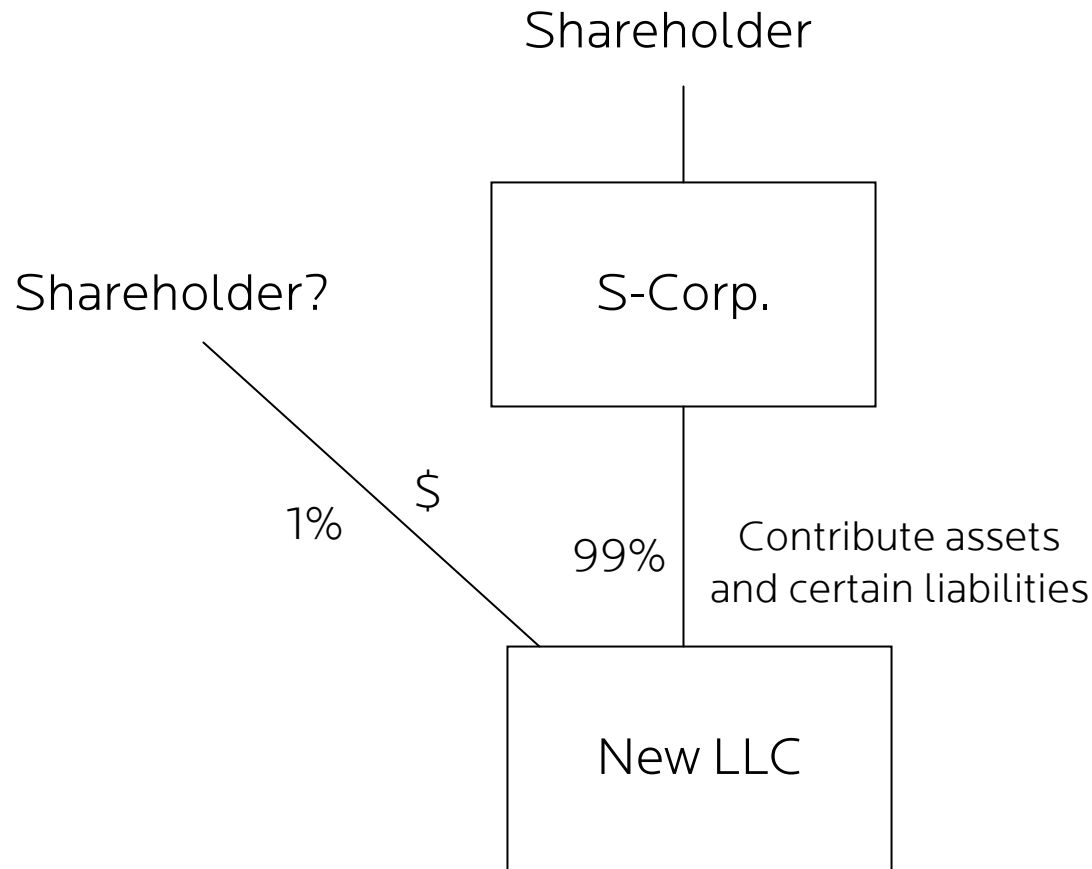 Shareholder
S-Corp.
Shareholder?
$
1%
99%
Contribute assets
and certain liabilities
New LLC